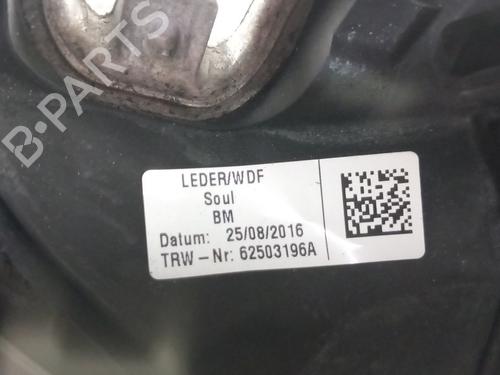 B-PARTS
LEDER/WDF
Soul
BM
Datum: 25/08/2016
TRW-Nr: 62503196A